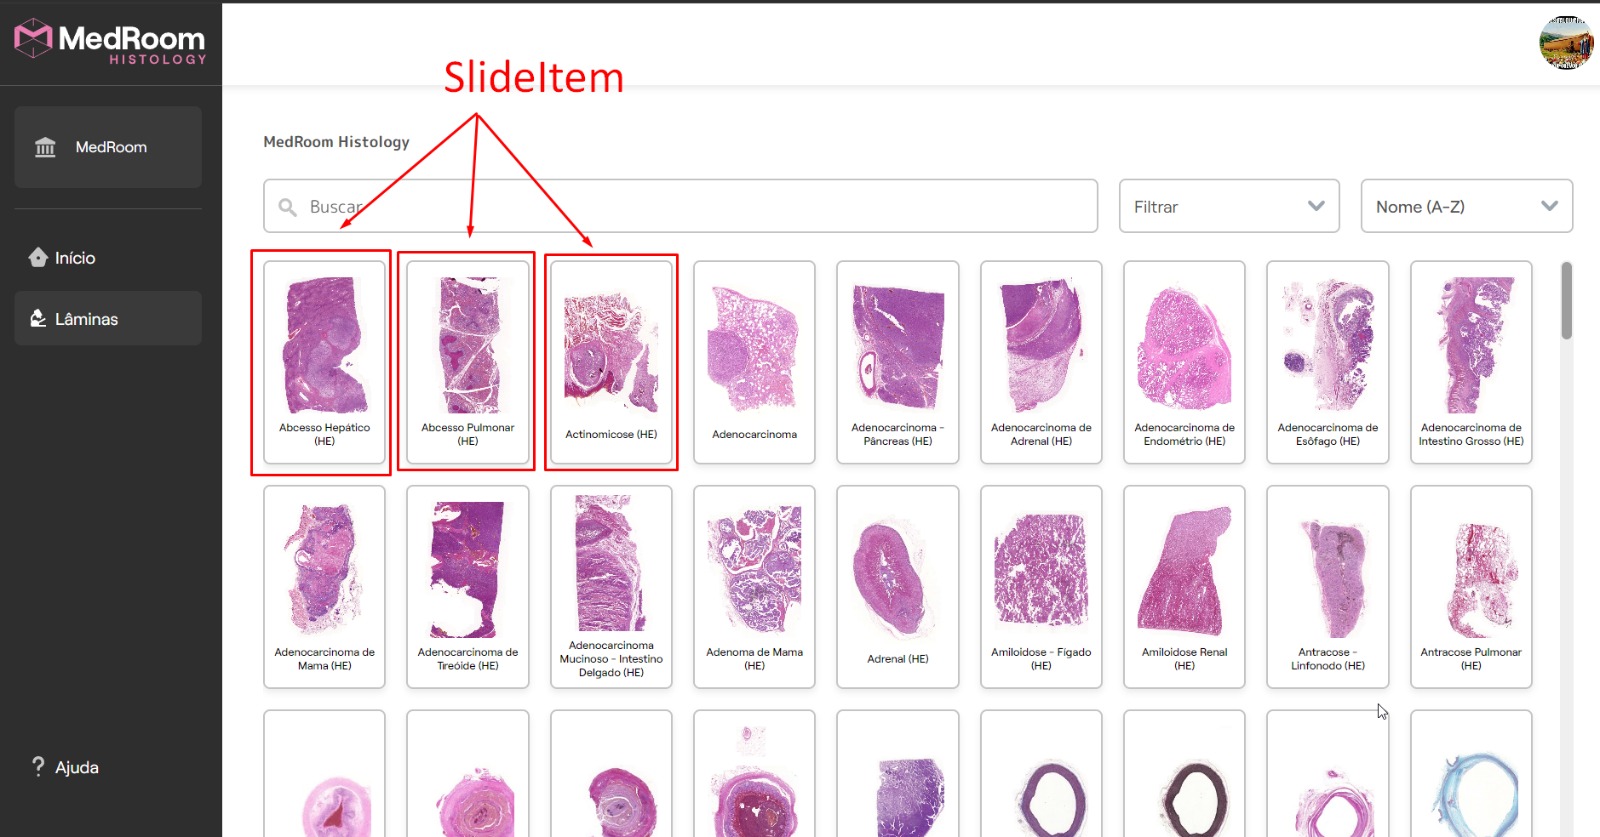 MedRoom
HISTOLOGY
SlideItem
MedRoom
Início
Lâminas
Ajuda
MedRoom Histology
Buscar
Filtrar
Nome (A-Z)
Abcesso Hepático
(HE)
Abcesso Pulmonar
(HE)
Actinomicose (HE)
Adenocarcinoma
Adenocarcinoma -
Pâncreas (HE)
Adenocarcinoma de
Adrenal (HE)
Adenocarcinoma de
Endométrio (HE)
Adenocarcinoma de
Esôfago (HE)
Adenocarcinoma de
Intestino Grosso (HE)
Adenocarcinoma de
Mama (HE)
Adenocarcinoma de
Tireóide (HE)
Adenocarcinoma
Mucinoso - Intestino
Delgado (HE)
Adenoma de Mama
(HE)
Adrenal (HE)
Amiloidose - Fígado
(HE)
Amiloidose Renal
(HE)
Antracose -
Linfonodo (HE)
Antracose Pulmonar
(HE)